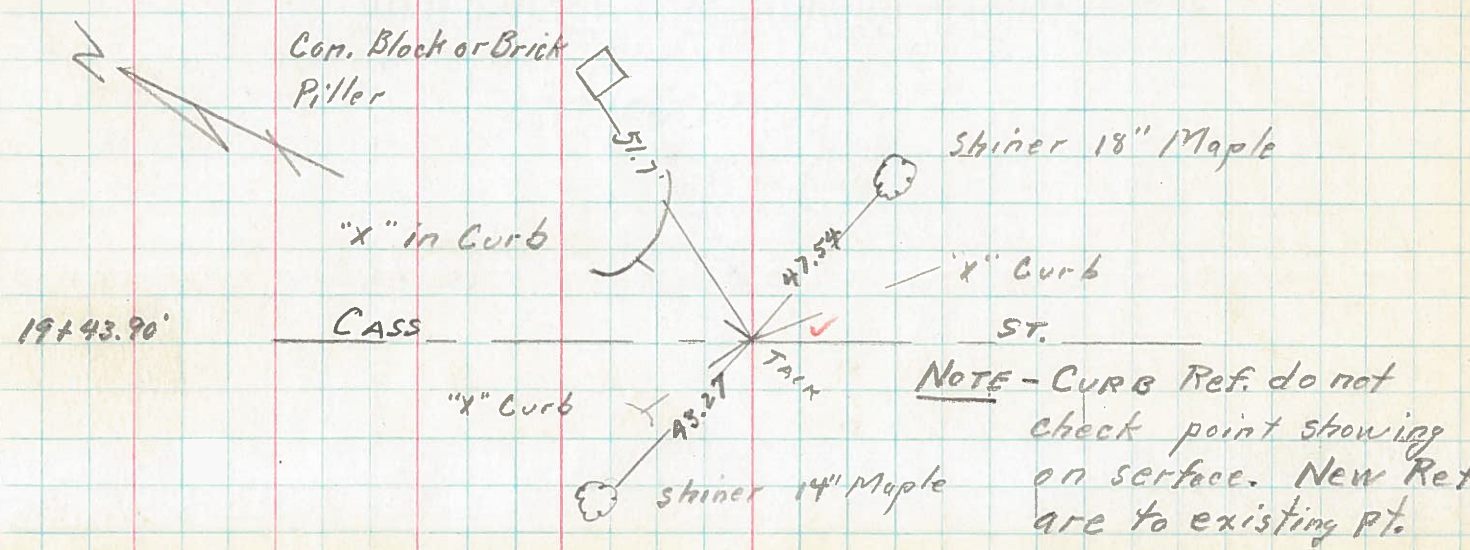 Con. Block or Brick
Piller
51.7
shiner 18" Maple
47.54
"X" in Curb
"X" Curb
19+43.90'
CASS
ST.
TACK
NOTE - CURB Ref. do not
check point showing
on serface. New Ref
are to existing pt.
"X" Curb
43.27
shiner 14" Maple